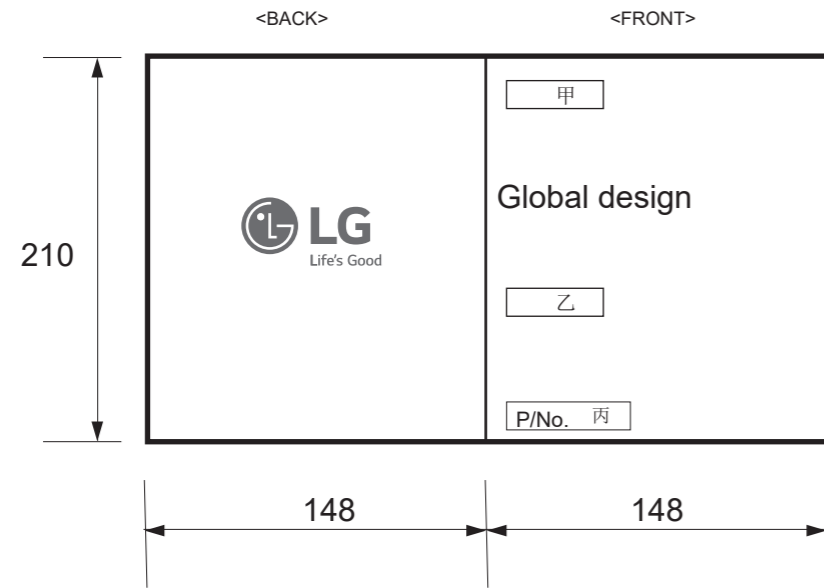 <BACK>
<FRONT>
甲
Global design
210
LG
Life's Good
乙
P/No. 丙
148
148